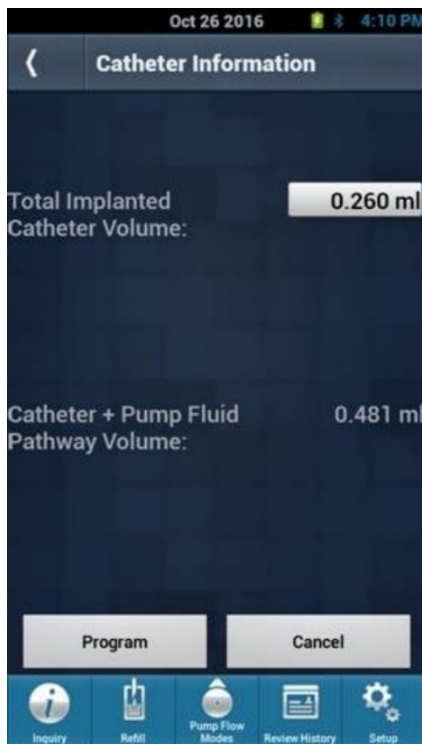 Oct 26 2016 4:10 PM
Catheter Information
Total Implanted
Catheter Volume:
0.260 ml
Catheter + Pump Fluid
Pathway Volume:
0.481 ml
Program
Cancel
Inquiry
Refill
Pump Flow
Modes
Review History
Setup